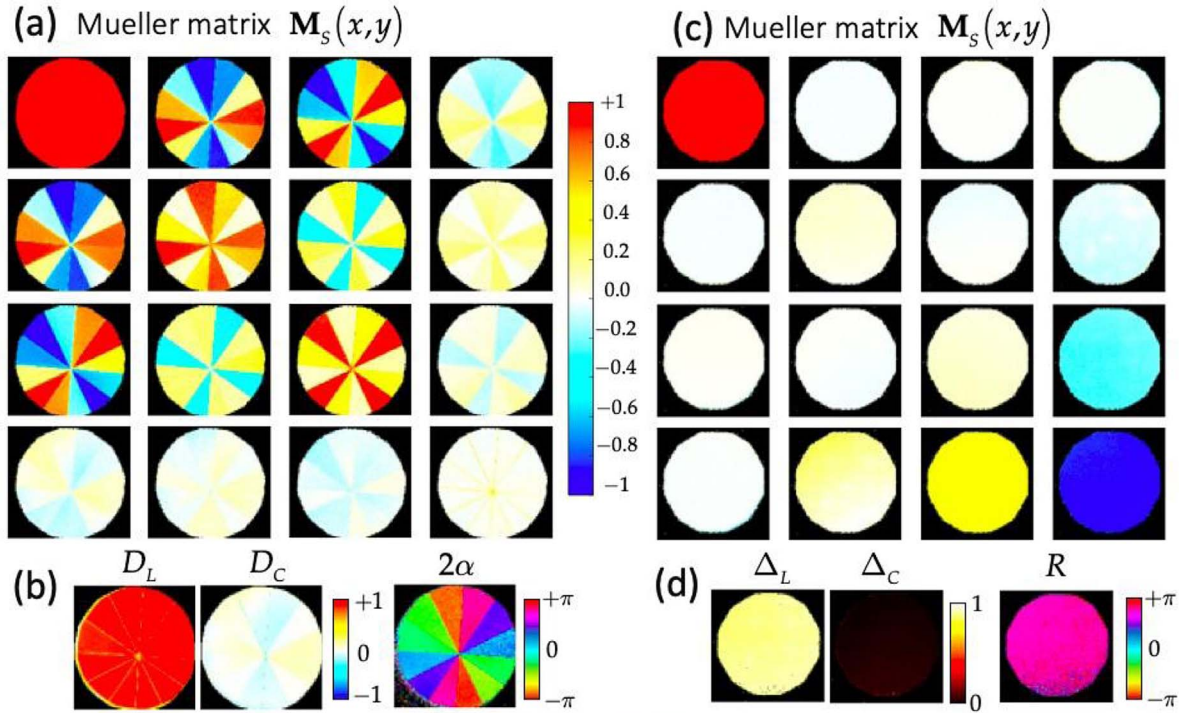 (a) Mueller matrix M_S(x,y)
+1
0.8
0.6
0.4
0.2
0.0
−0.2
−0.4
−0.6
−0.8
−1
(b) D_L D_C 2α
+1
0
−1
+π
0
−π
(c) Mueller matrix M_S(x,y)
(d) Δ_L Δ_C R
1
0
+π
0
−π